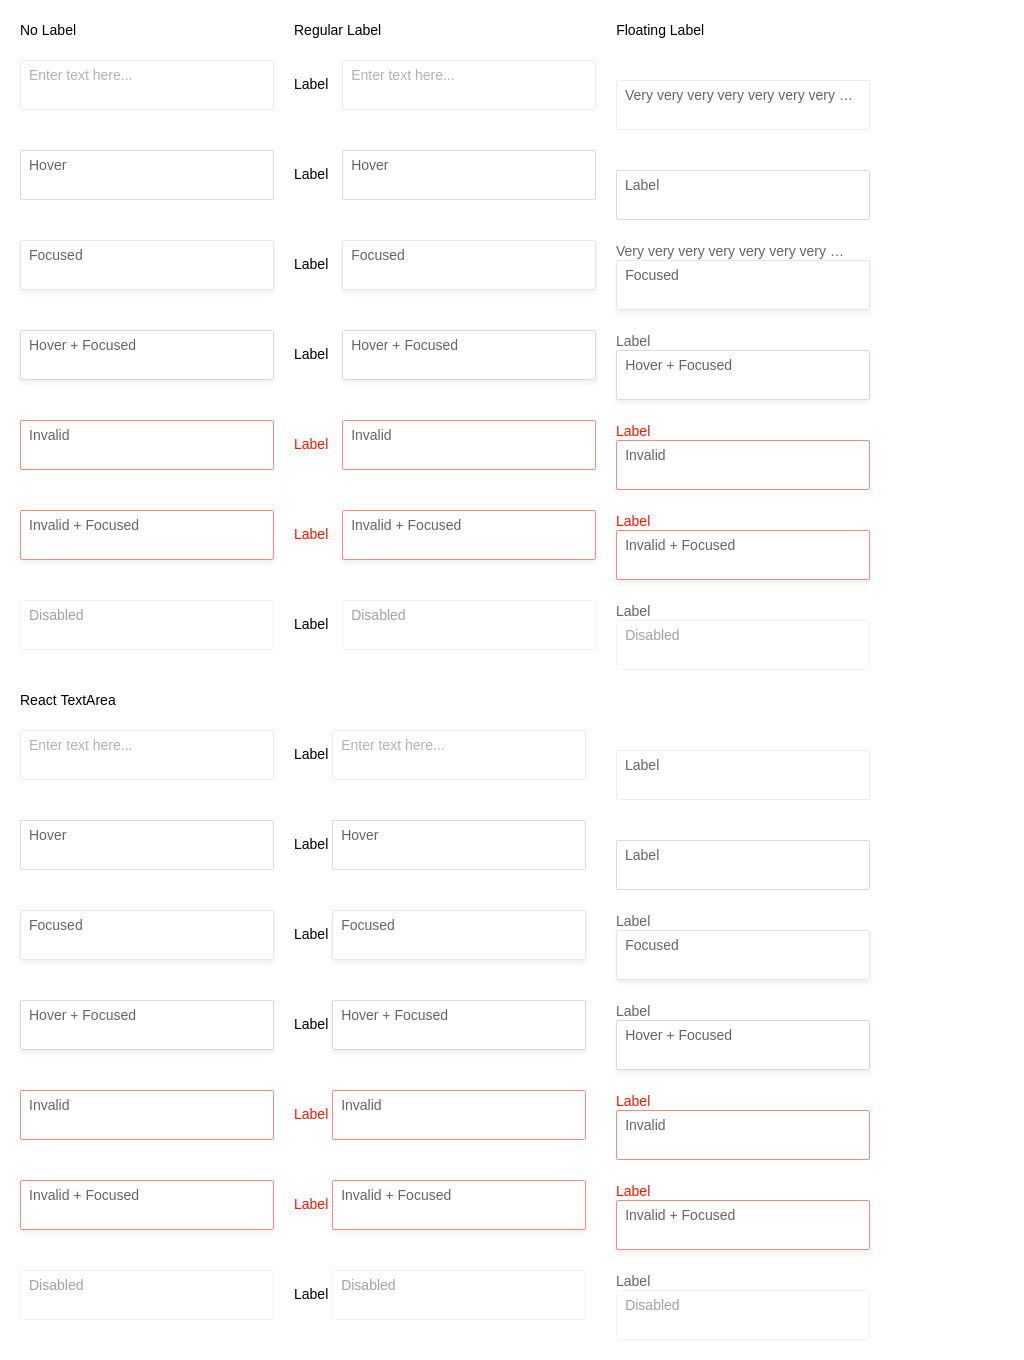 No Label Regular Label Floating Label
Enter text here... Label Enter text here...
Very very very very very very very …
Hover Label Hover
Label
Focused Label Focused
Very very very very very very very …
Focused
Hover + Focused Label Hover + Focused
Label
Hover + Focused
Invalid Label Invalid
Label
Invalid
Invalid + Focused Label Invalid + Focused
Label
Invalid + Focused
Disabled Label Disabled
Label
Disabled
React TextArea
Enter text here... Label Enter text here...
Label
Hover Label Hover
Label
Focused Label Focused
Label
Focused
Hover + Focused Label Hover + Focused
Label
Hover + Focused
Invalid Label Invalid
Label
Invalid
Invalid + Focused Label Invalid + Focused
Label
Invalid + Focused
Disabled Label Disabled
Label
Disabled